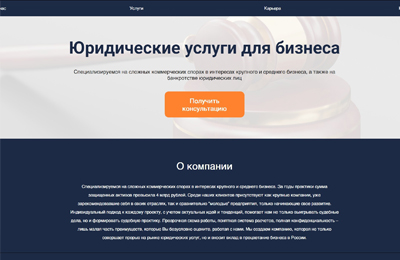 Услуги
Карьера
Юридические услуги для бизнеса
Специализируемся на сложных коммерческих спорах в интересах крупного и среднего бизнеса, а также на
банкротстве юридических лиц
Получить
консультацию
О компании
Специализируемся на сложных коммерческих спорах в интересах крупного и среднего бизнеса. За годы практики сумма
защищенных активов превысила 4 млрд рублей. Среди наших клиентов присутствуют как крупные компании, уже
зарекомендовавшие себя в своих отраслях, так и сравнительно "молодые" предприятия, только начинающие свое развитие.
Индивидуальный подход к каждому проекту, с учетом актуальных идей и тенденций, помогает нам не только выигрывать судебные
дела, но и формировать судебную практику. Прозрачная схема работы, понятная система расчетов, полная конфиденциальность -
лишь малая часть преимуществ, которые Вы безусловно оцените, работая с нами. Мы создаем компанию, которая не только
совершает прорыв на рынке юридических услуг, но и вносит вклад в процветание бизнеса в России.